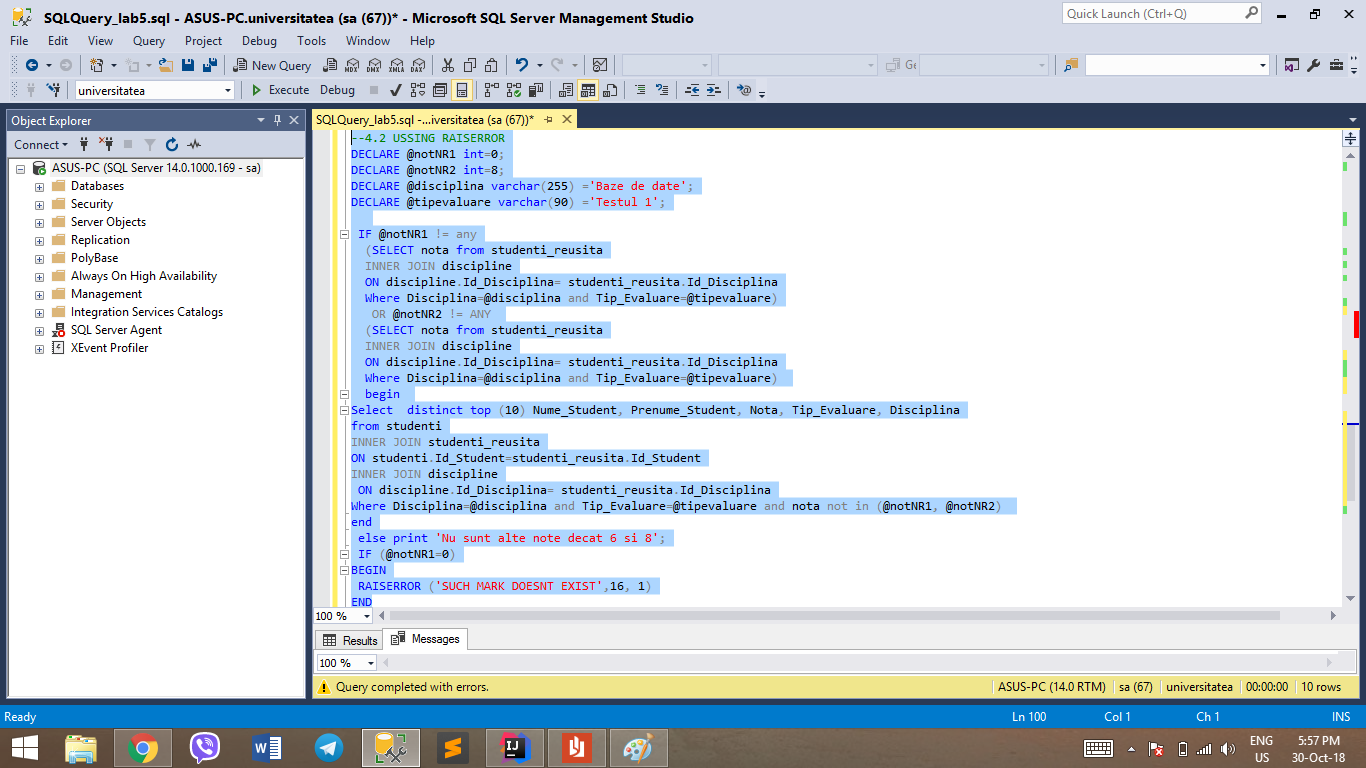 SQLQuery_lab5.sql - ASUS-PC.universitatea (sa (67))* - Microsoft SQL Server Management Studio
Quick Launch (Ctrl+Q)
File Edit View Query Project Debug Tools Window Help
New Query MDX DMX XMLA DAX Ge
universitatea Execute Debug
Object Explorer
SQLQuery_lab5.sql -...iversitatea (sa (67))*
Connect
ASUS-PC (SQL Server 14.0.1000.169 - sa)
Databases
Security
Server Objects
Replication
PolyBase
Always On High Availability
Management
Integration Services Catalogs
SQL Server Agent
XEvent Profiler
--4.2 USSING RAISERROR
DECLARE @notNR1 int=0;
DECLARE @notNR2 int=8;
DECLARE @disciplina varchar(255) ='Baze de date';
DECLARE @tipevaluare varchar(90) ='Testul 1';
IF @notNR1 != any
(SELECT nota from studenti_reusita
INNER JOIN discipline
ON discipline.Id_Disciplina= studenti_reusita.Id_Disciplina
Where Disciplina=@disciplina and Tip_Evaluare=@tipevaluare)
OR @notNR2 != ANY
(SELECT nota from studenti_reusita
INNER JOIN discipline
ON discipline.Id_Disciplina= studenti_reusita.Id_Disciplina
Where Disciplina=@disciplina and Tip_Evaluare=@tipevaluare)
begin
Select distinct top (10) Nume_Student, Prenume_Student, Nota, Tip_Evaluare, Disciplina
from studenti
INNER JOIN studenti_reusita
ON studenti.Id_Student=studenti_reusita.Id_Student
INNER JOIN discipline
ON discipline.Id_Disciplina= studenti_reusita.Id_Disciplina
Where Disciplina=@disciplina and Tip_Evaluare=@tipevaluare and nota not in (@notNR1, @notNR2)
end
else print 'Nu sunt alte note decat 6 si 8';
IF (@notNR1=0)
BEGIN
RAISERROR ('SUCH MARK DOESNT EXIST',16, 1)
END
100 %
Results Messages
100 %
Query completed with errors. ASUS-PC (14.0 RTM) sa (67) universitatea 00:00:00 10 rows
Ready Ln 100 Col 1 Ch 1 INS
ENG 5:57 PM
US 30-Oct-18